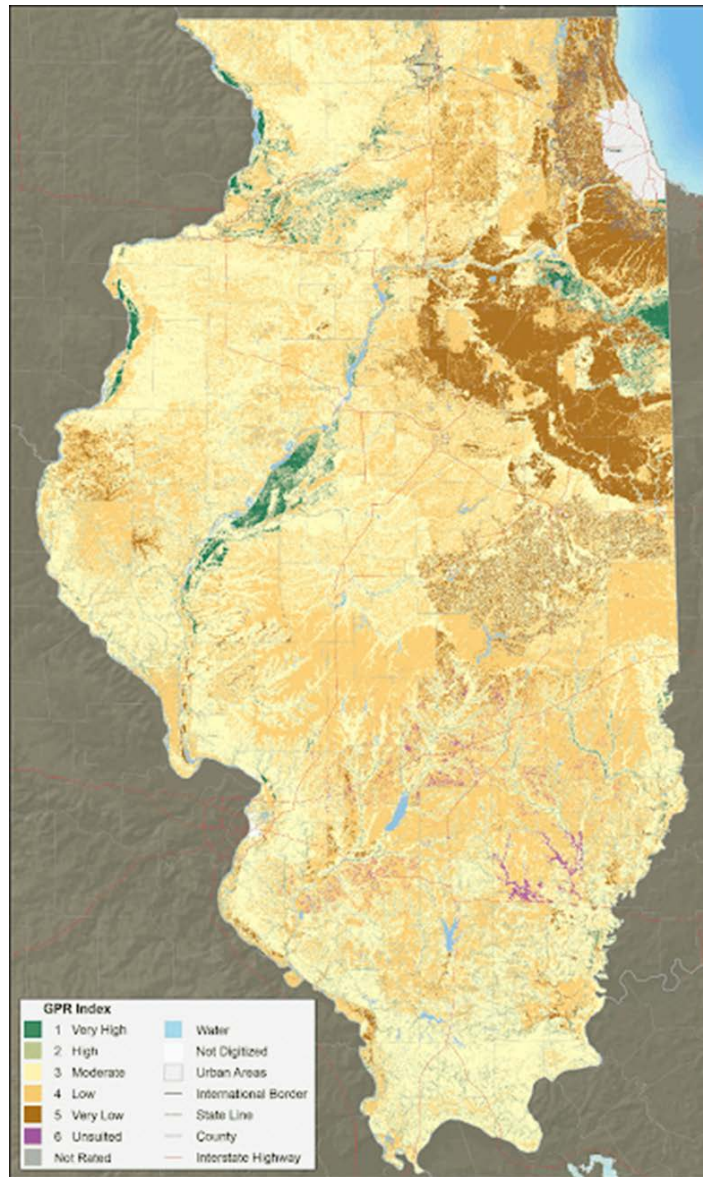 GPR Index
1 Very High
2 High
3 Moderate
4 Low
5 Very Low
6 Unsuited
Not Rated
Water
Not Digitized
Urban Areas
International Border
State Line
County
Interstate Highway